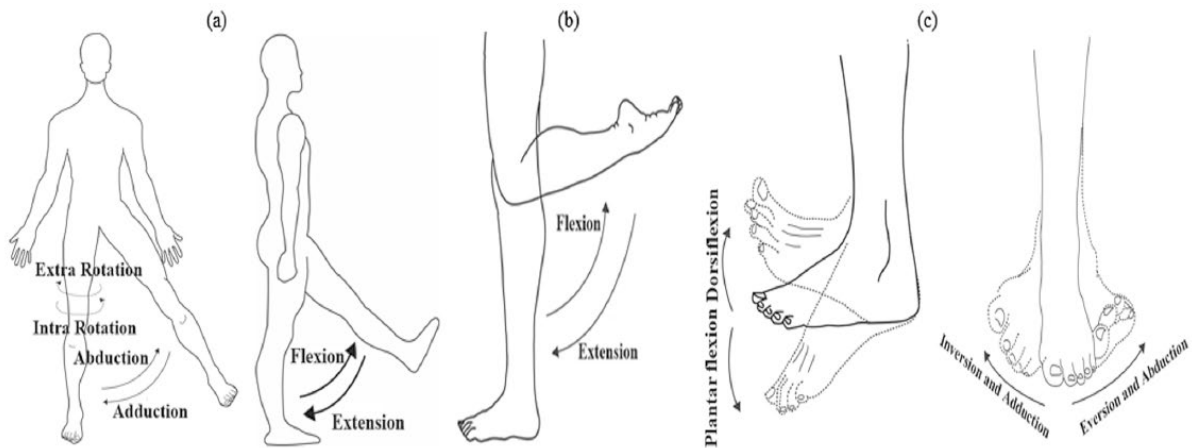 (a)
(b)
(c)
Extra Rotation
Intra Rotation
Abduction
Adduction
Flexion
Extension
Flexion
Extension
Plantar flexion Dorsiflexion
Inversion and Adduction
Eversion and Abduction